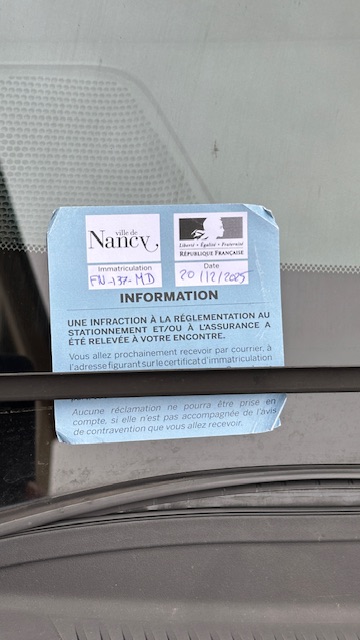 ville de
Nancy
Liberté • Égalité • Fraternité
RÉPUBLIQUE FRANÇAISE
Immatriculation
FN-137-MD
Date
20/12/2025
INFORMATION
UNE INFRACTION À LA RÉGLEMENTATION AU
STATIONNEMENT ET/OU À L'ASSURANCE A
ÉTÉ RELEVÉE À VOTRE ENCONTRE.
Vous allez prochainement recevoir par courrier, à
l'adresse figurant sur le certificat d'immatriculation
Aucune réclamation ne pourra être prise en
compte, si elle n'est pas accompagnée de l'avis
de contravention que vous allez recevoir.